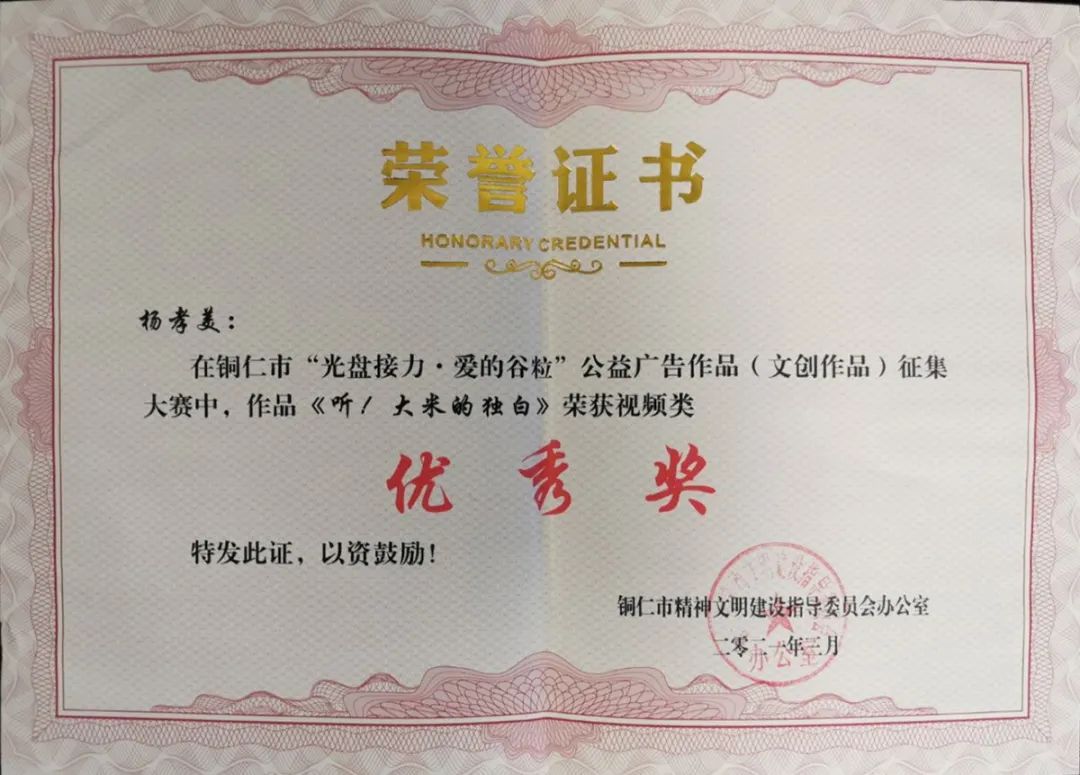 荣誉证书
HONORARY CREDENTIAL
杨孝美：
在铜仁市“光盘接力·爱的谷粒”公益广告作品（文创作品）征集
大赛中，作品《听！大米的独白》荣获视频类
优秀奖
特发此证，以资鼓励！
铜仁市精神文明建设指导委员会办公室
二零二一年三月
办公室